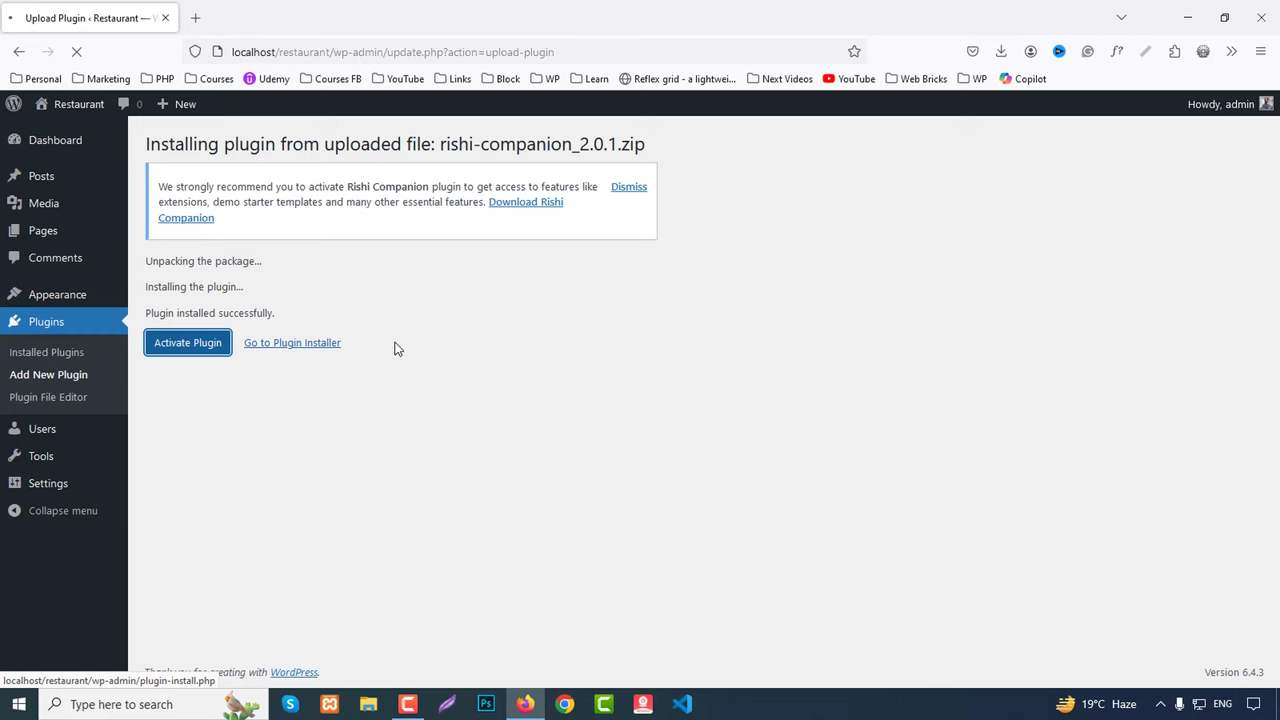 Upload Plugin ‹ Restaurant — W
localhost/restaurant/wp-admin/update.php?action=upload-plugin
Personal
Marketing
PHP
Courses
Udemy
Courses FB
YouTube
Links
Block
WP
Learn
Reflex grid - a lightwei...
Next Videos
YouTube
Web Bricks
WP
Copilot
Restaurant
0
New
Howdy, admin
Dashboard
Posts
Media
Pages
Comments
Appearance
Plugins
Installed Plugins
Add New Plugin
Plugin File Editor
Users
Tools
Settings
Collapse menu
Installing plugin from uploaded file: rishi-companion_2.0.1.zip
We strongly recommend you to activate Rishi Companion plugin to get access to features like
extensions, demo starter templates and many other essential features. Download Rishi
Companion
Dismiss
Unpacking the package...
Installing the plugin...
Plugin installed successfully.
Activate Plugin
Go to Plugin Installer
Thank you for creating with WordPress.
Version 6.4.3
localhost/restaurant/wp-admin/plugin-install.php
Type here to search
19°C Haze
ENG